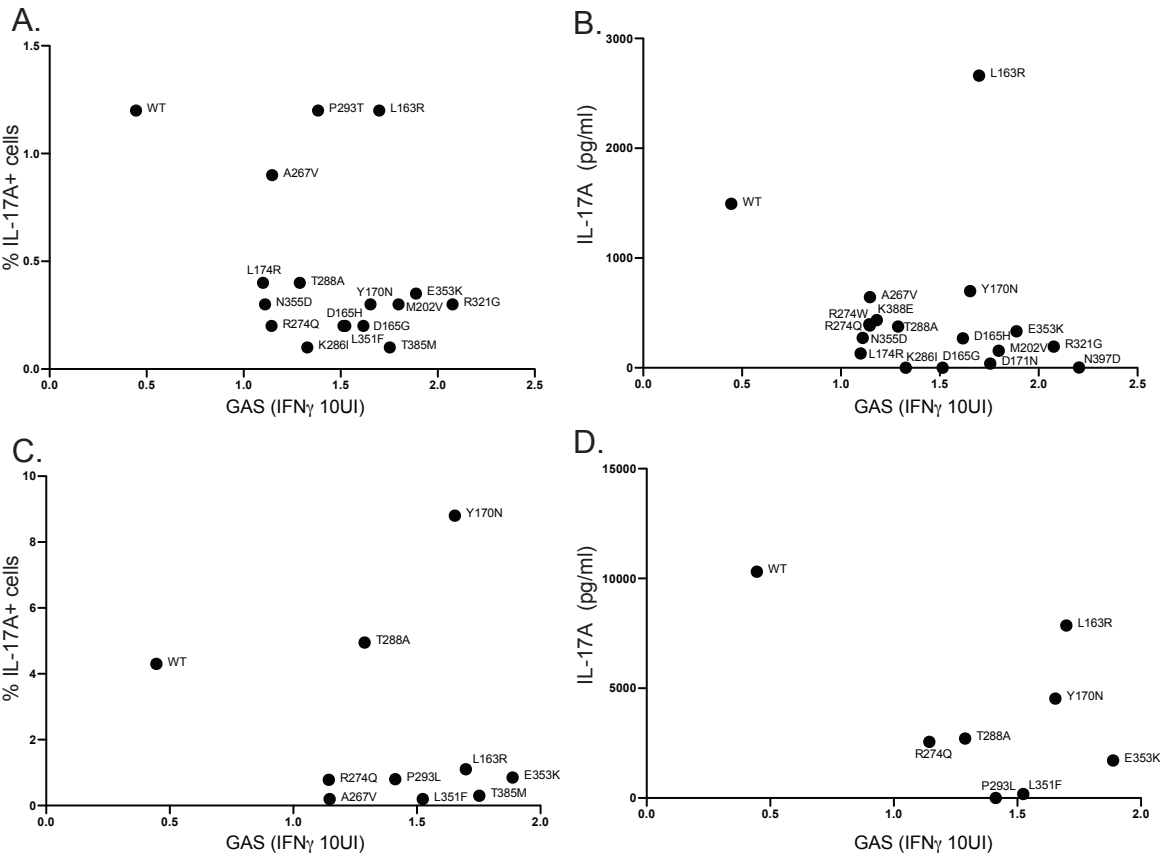 A.
1.5
1.0
0.5
0.0
% IL-17A+ cells
WT
P293T
L163R
A267V
L174R
T288A
N355D
Y170N
E353K
M202V
R321G
R274Q
D165H
D165G
L351F
K286I
T385M
0.0 0.5 1.0 1.5 2.0 2.5
GAS (IFNγ 10UI)
B.
3000
2000
1000
0
IL-17A (pg/ml)
L163R
WT
A267V
Y170N
K388E
R274W
R274Q
T288A
E353K
N355D
D165H
R321G
M202V
L174R
K286I
D165G
D171N
N397D
0.0 0.5 1.0 1.5 2.0 2.5
GAS (IFNγ 10UI)
C.
10
8
6
4
2
0
% IL-17A+ cells
Y170N
T288A
WT
L163R
R274Q
P293L
E353K
A267V
L351F
T385M
0.0 0.5 1.0 1.5 2.0
GAS (IFNγ 10UI)
D.
15000
10000
5000
0
IL-17A (pg/ml)
WT
L163R
Y170N
T288A
R274Q
E353K
P293L
L351F
0.0 0.5 1.0 1.5 2.0
GAS (IFNγ 10UI)